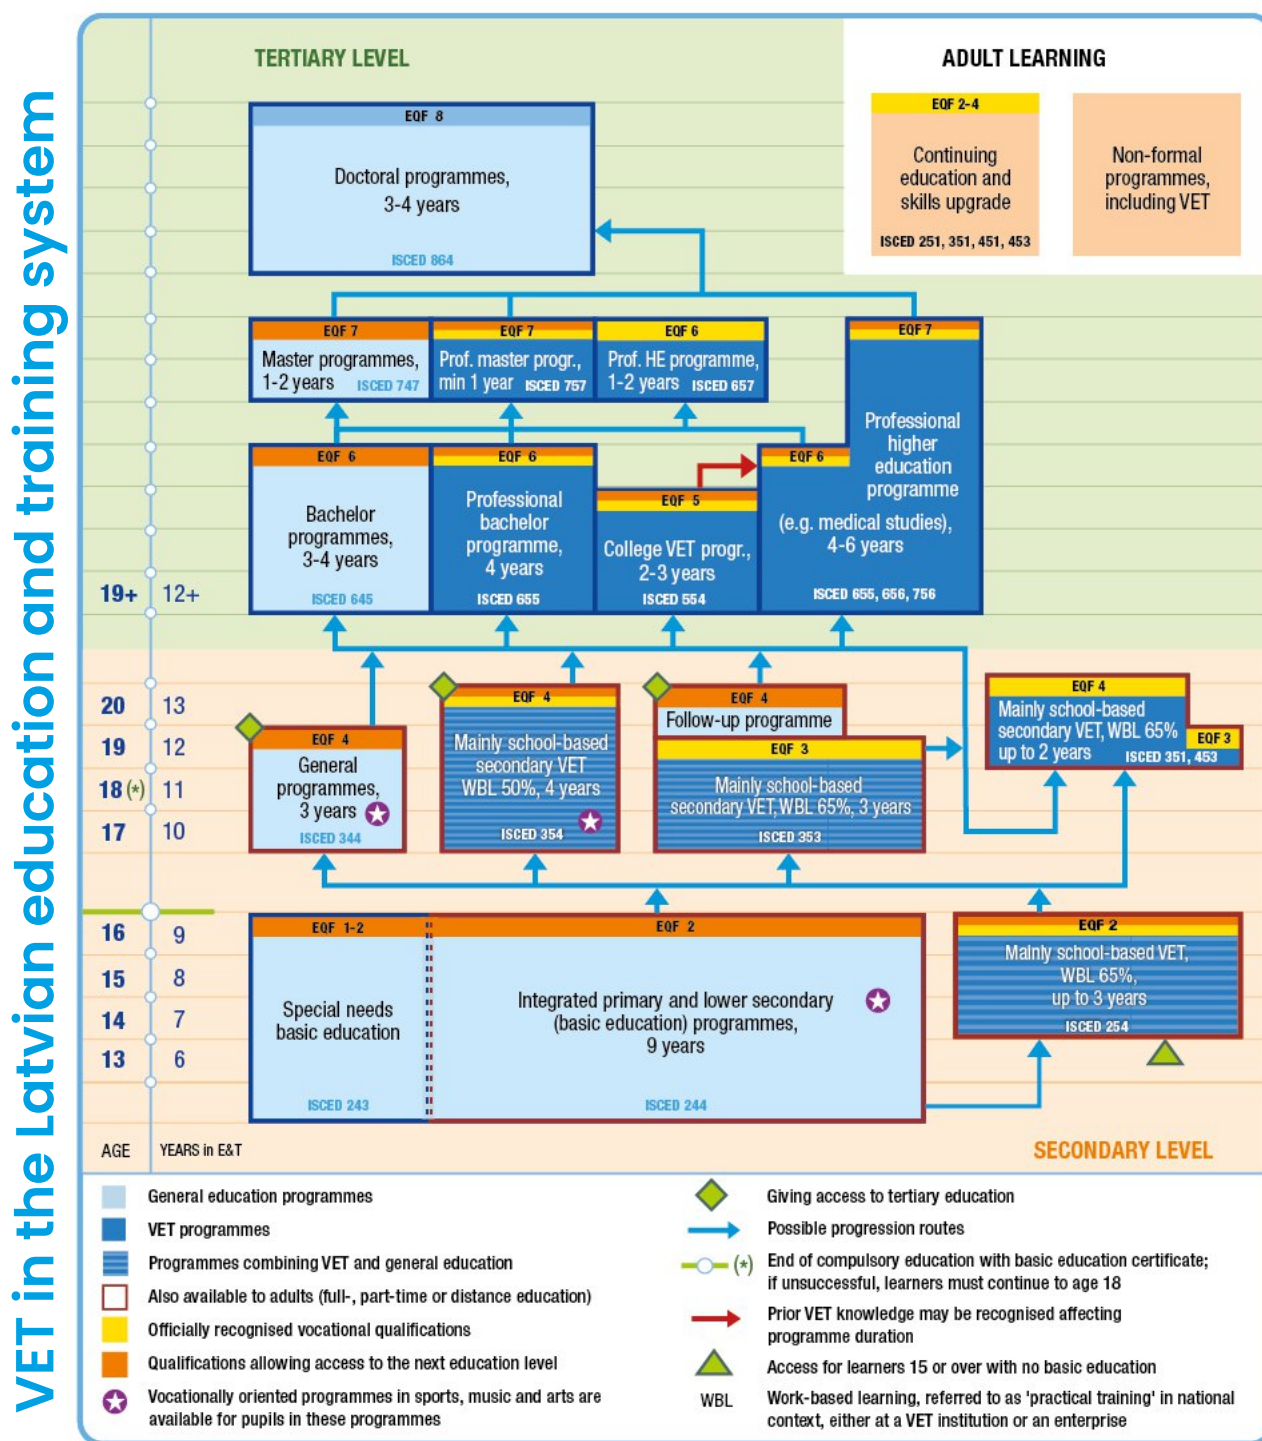 VET in the Latvian education and training system
TERTIARY LEVEL
ADULT LEARNING
EQF 2-4
Continuing
education and
skills upgrade
ISCED 251, 351, 451, 453
Non-formal
programmes,
including VET
EQF 8
Doctoral programmes,
3-4 years
ISCED 864
EQF 7
Master programmes,
1-2 years ISCED 747
EQF 7
Prof. master progr.,
min 1 year ISCED 757
EQF 6
Prof. HE programme,
1-2 years ISCED 657
EQF 7
Professional
higher
education
programme
EQF 6
(e.g. medical studies),
4-6 years
ISCED 655, 656, 756
EQF 6
Bachelor
programmes,
3-4 years
ISCED 645
EQF 6
Professional
bachelor
programme,
4 years
ISCED 655
EQF 5
College VET progr.,
2-3 years
ISCED 554
19+ 12+
20 13
19 12
18 (*) 11
17 10
EQF 4
General
programmes,
3 years
ISCED 344
EQF 4
Mainly school-based
secondary VET
WBL 50%, 4 years
ISCED 354
EQF 4
Follow-up programme
EQF 3
Mainly school-based
secondary VET, WBL 65%, 3 years
ISCED 353
EQF 4
Mainly school-based
secondary VET, WBL 65%
up to 2 years ISCED 351, 453
EQF 3
16 9
15 8
14 7
13 6
EQF 1-2
Special needs
basic education
ISCED 243
EQF 2
Integrated primary and lower secondary
(basic education) programmes,
9 years
ISCED 244
EQF 2
Mainly school-based VET,
WBL 65%,
up to 3 years
ISCED 254
AGE YEARS in E&T
SECONDARY LEVEL
General education programmes
VET programmes
Programmes combining VET and general education
Also available to adults (full-, part-time or distance education)
Officially recognised vocational qualifications
Qualifications allowing access to the next education level
Vocationally oriented programmes in sports, music and arts are
available for pupils in these programmes
Giving access to tertiary education
Possible progression routes
(*) End of compulsory education with basic education certificate;
if unsuccessful, learners must continue to age 18
Prior VET knowledge may be recognised affecting
programme duration
Access for learners 15 or over with no basic education
WBL Work-based learning, referred to as 'practical training' in national
context, either at a VET institution or an enterprise